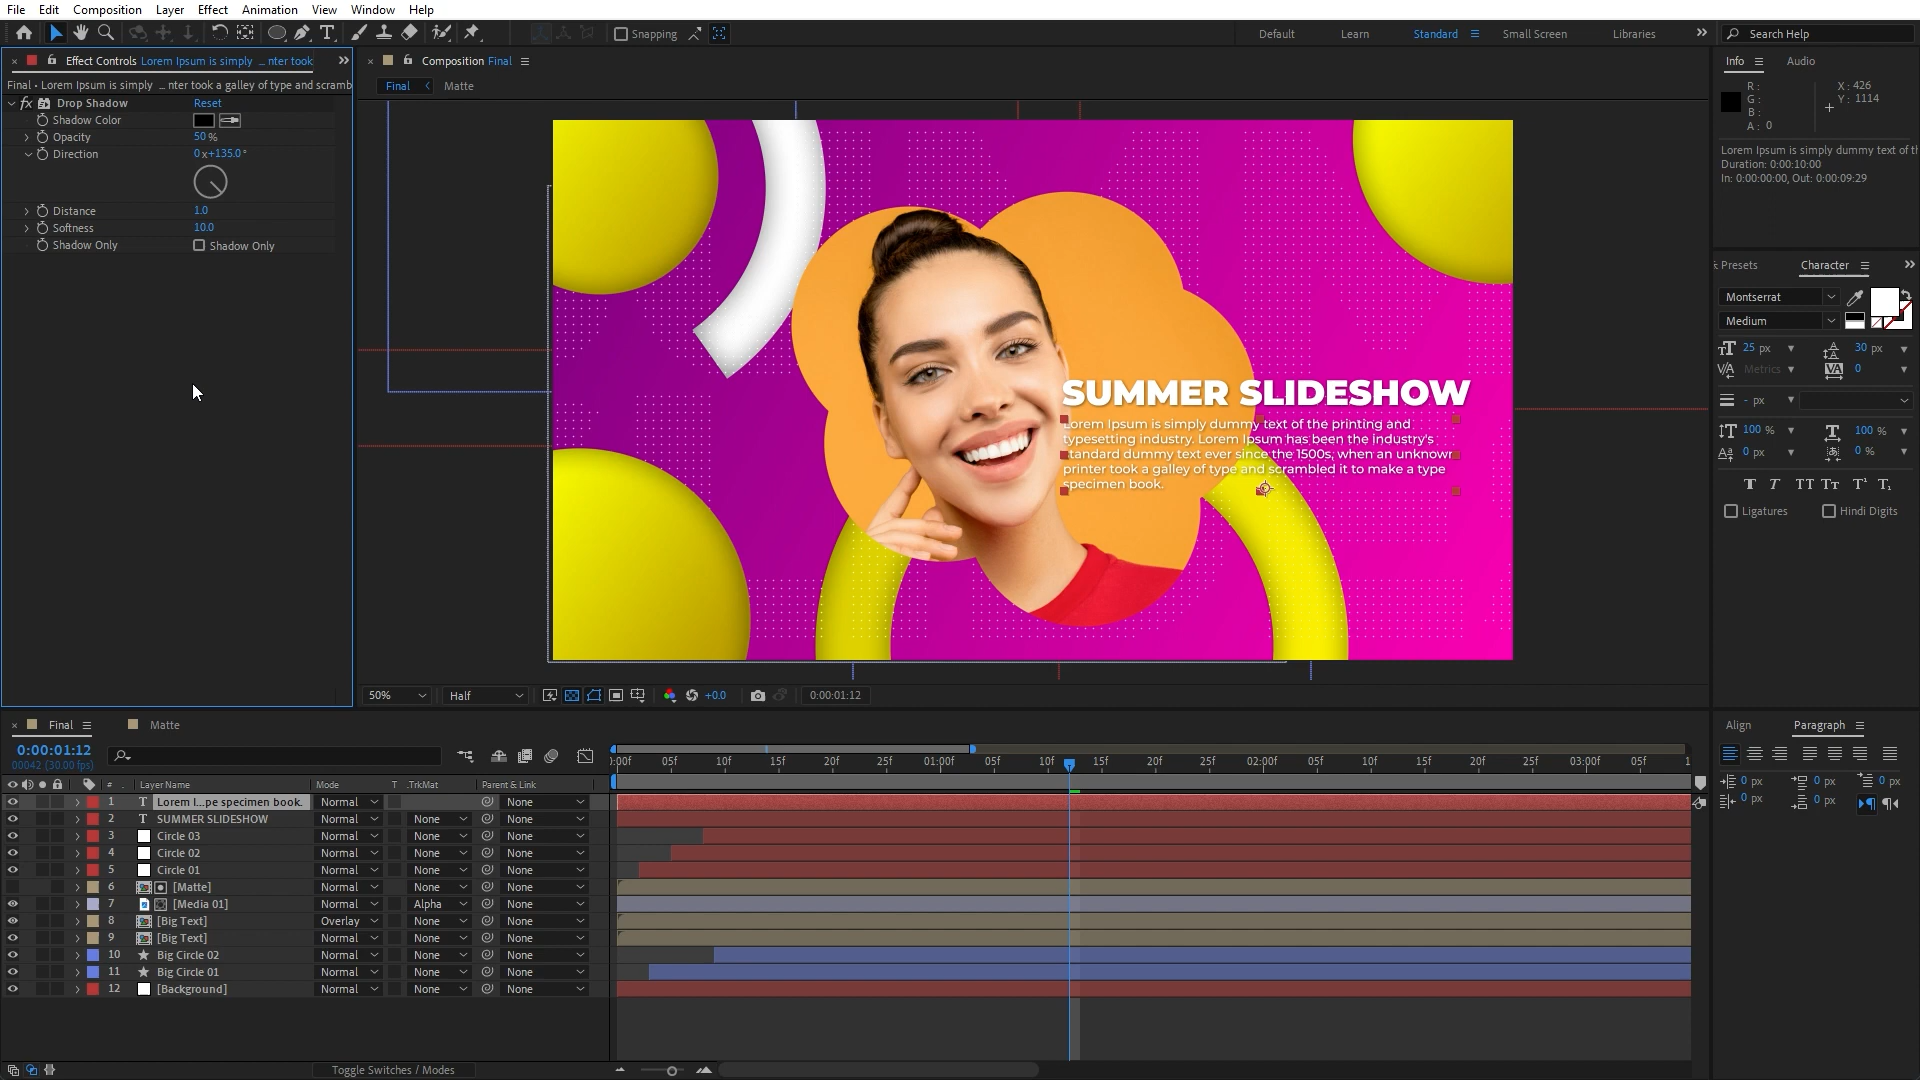 File Edit Composition Layer Effect Animation View Window Help
Snapping
Default Learn Standard Small Screen Libraries Search Help
Effect Controls Lorem Ipsum is simply ... nter took
Final • Lorem Ipsum is simply ... nter took a galley of type and scramb
fx Drop Shadow Reset
Shadow Color
Opacity 50 %
Direction 0 x +135.0 °
Distance 1.0
Softness 10.0
Shadow Only Shadow Only
Composition Final
Final Matte
SUMMER SLIDESHOW
Lorem Ipsum is simply dummy text of the printing and
typesetting industry. Lorem Ipsum has been the industry's
standard dummy text ever since the 1500s, when an unknown
printer took a galley of type and scrambled it to make a type
specimen book.
50% Half +0.0 0:00:01:12
Info Audio
R :
G :
B :
A : 0
X : 426
Y : 1114
Lorem Ipsum is simply dummy text of th
Duration: 0:00:10:00
In: 0:00:00:00, Out: 0:00:09:29
Presets Character
Montserrat
Medium
25 px 30 px
Metrics 0
- px
100 % 100 %
0 px 0 %
T T TT Tт T¹ T₁
Ligatures Hindi Digits
Final Matte
0:00:01:12
00042 (30.00 fps)
# Layer Name Mode T .TrkMat Parent & Link
1 T Lorem I...pe specimen book. Normal None
2 T SUMMER SLIDESHOW Normal None None
3 Circle 03 Normal None None
4 Circle 02 Normal None None
5 Circle 01 Normal None None
6 [Matte] Normal None None
7 [Media 01] Normal Alpha None
8 [Big Text] Overlay None None
9 [Big Text] Normal None None
10 Big Circle 02 Normal None None
11 Big Circle 01 Normal None None
12 [Background] Normal None None
Toggle Switches / Modes
:00f 05f 10f 15f 20f 25f 01:00f 05f 10f 15f 20f 25f 02:00f 05f 10f 15f 20f 25f 03:00f 05f 1
Align Paragraph
0 px 0 px 0 px
0 px 0 px